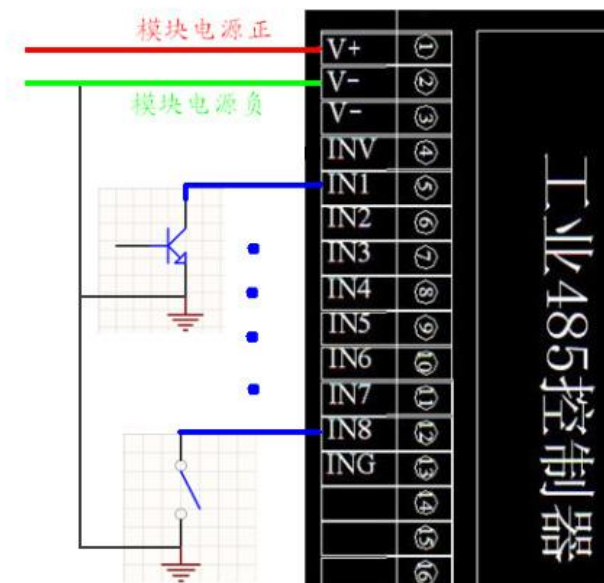 模块电源正
V+ ①
V- ②
模块电源负
V- ③
INV ④
IN1 ⑤
IN2 ⑥
IN3 ⑦
IN4 ⑧
IN5 ⑨
IN6 ⑩
IN7 ⑪
IN8 ⑫
ING ⑬
⑭
⑮
⑯
工业485控制器